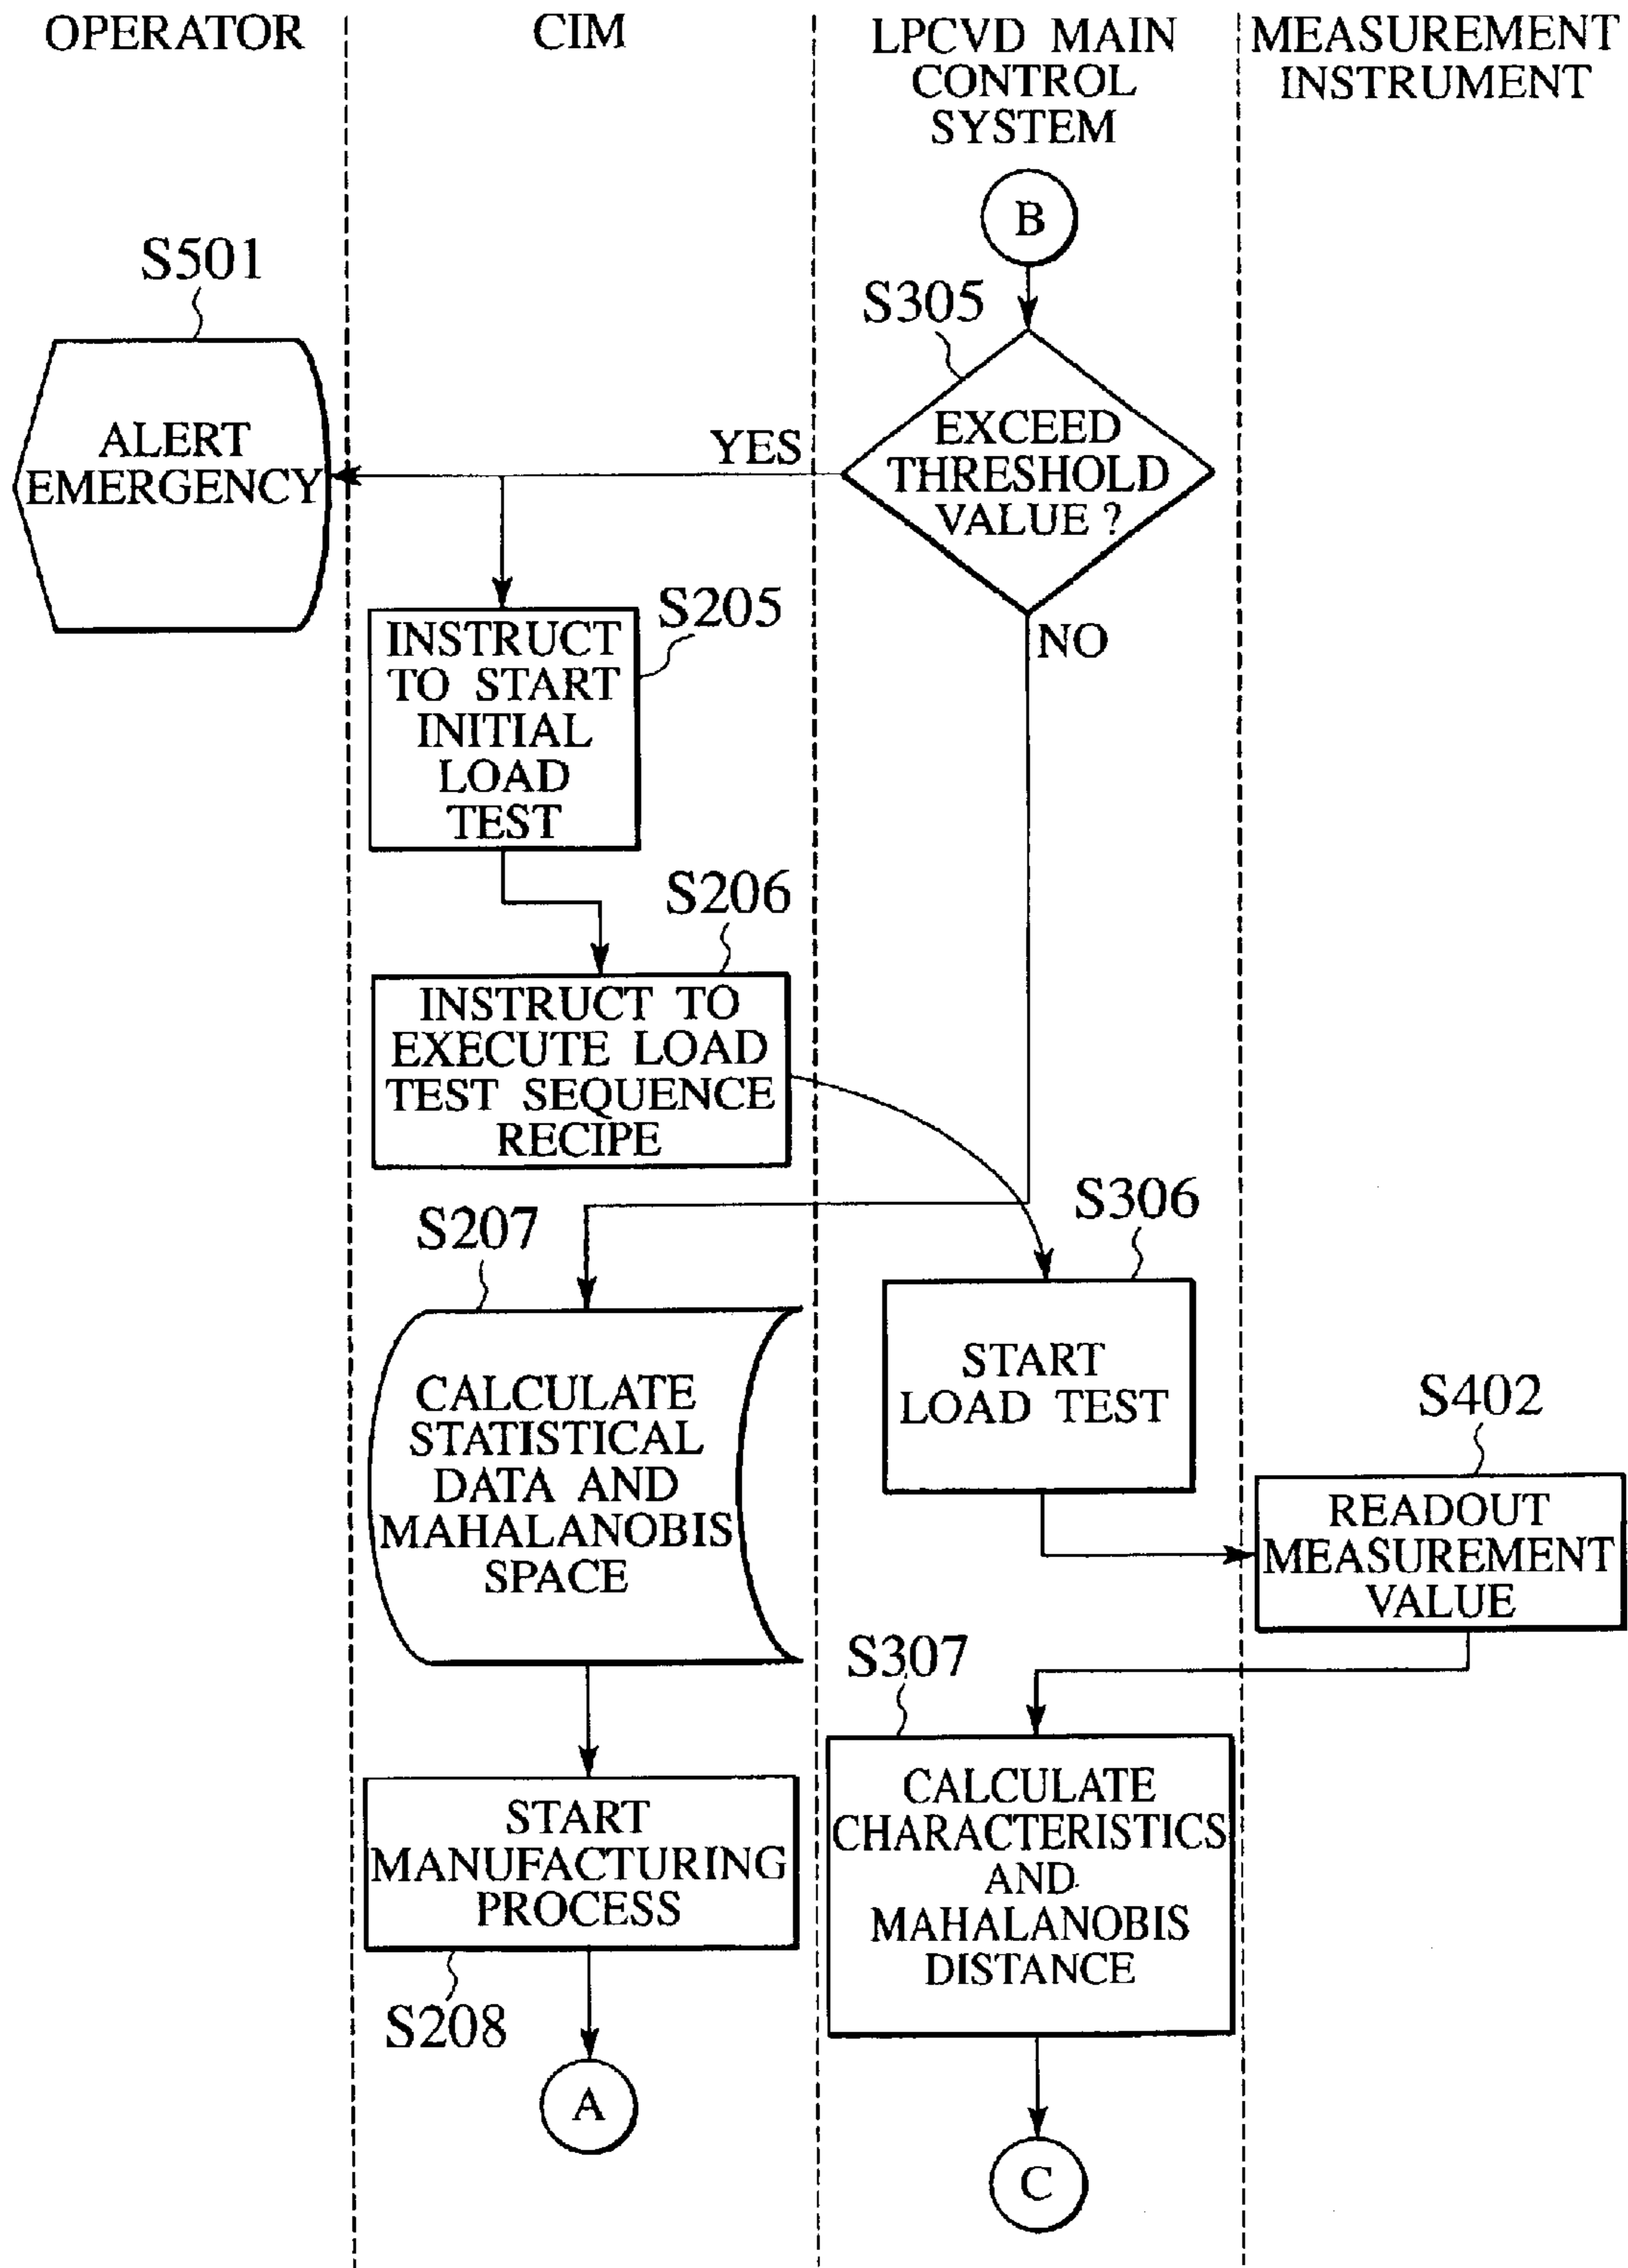 OPERATOR
CIM
LPCVD MAIN
CONTROL
SYSTEM
MEASUREMENT
INSTRUMENT
B
S501
S305
ALERT
EMERGENCY
YES
EXCEED
THRESHOLD
VALUE ?
NO
S205
INSTRUCT
TO START
INITIAL
LOAD
TEST
S206
INSTRUCT TO
EXECUTE LOAD
TEST SEQUENCE
RECIPE
S207
S306
CALCULATE
STATISTICAL
DATA AND
MAHALANOBIS
SPACE
START
LOAD TEST
S402
READOUT
MEASUREMENT
VALUE
S307
START
MANUFACTURING
PROCESS
S208
CALCULATE
CHARACTERISTICS
AND
MAHALANOBIS
DISTANCE
A
C